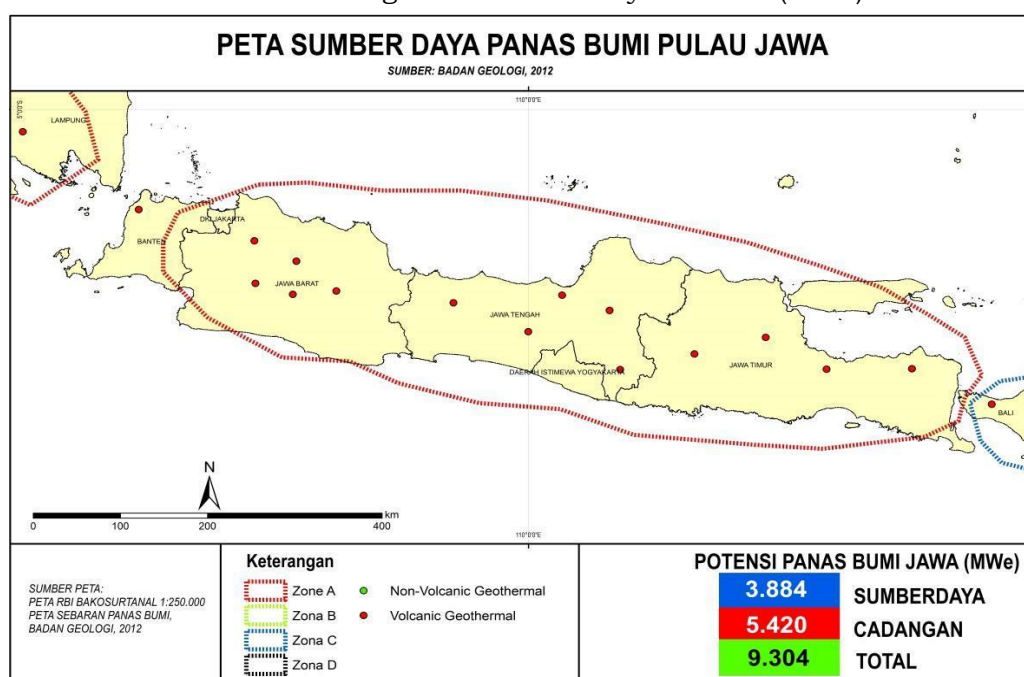 PETA SUMBER DAYA PANAS BUMI PULAU JAWA
SUMBER: BADAN GEOLOGI, 2012
110°0'0"E
5°0'0"S
LAMPUNG
DKI JAKARTA
BANTEN
JAWA BARAT
JAWA TENGAH
DAERAH ISTIMEWA YOGYAKARTA
JAWA TIMUR
BALI
N
km
0 100 200 400
110°0'0"E
SUMBER PETA:
PETA RBI BAKOSURTANAL 1:250.000
PETA SEBARAN PANAS BUMI,
BADAN GEOLOGI, 2012
Keterangan
Zone A
Zona B
Zona C
Zona D
Non-Volcanic Geothermal
Volcanic Geothermal
POTENSI PANAS BUMI JAWA (MWe)
3.884 SUMBERDAYA
5.420 CADANGAN
9.304 TOTAL